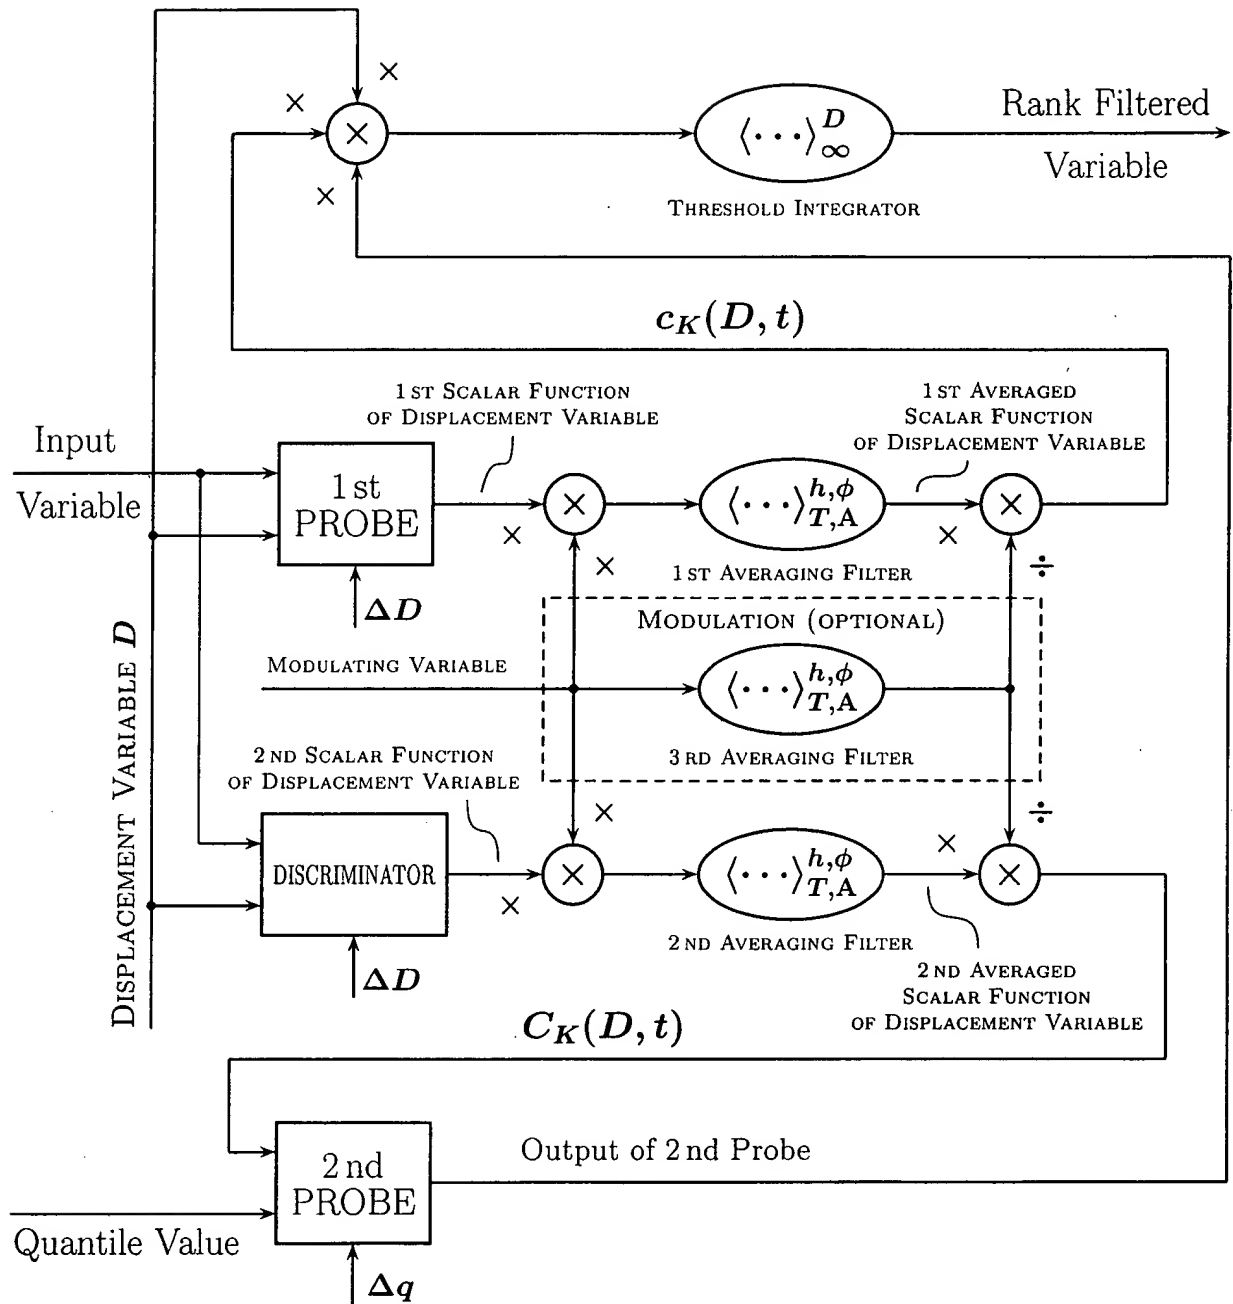 ×
×
×
×
⟨···⟩^D_∞
Rank Filtered
Variable
THRESHOLD INTEGRATOR
c_K(D, t)
1ST SCALAR FUNCTION
OF DISPLACEMENT VARIABLE
1ST AVERAGED
SCALAR FUNCTION
OF DISPLACEMENT VARIABLE
Input
Variable
1st
PROBE
×
×
×
⟨···⟩^{h,ϕ}_{T,A}
×
×
÷
1ST AVERAGING FILTER
ΔD
MODULATION (OPTIONAL)
MODULATING VARIABLE
⟨···⟩^{h,ϕ}_{T,A}
3RD AVERAGING FILTER
DISPLACEMENT VARIABLE D
2ND SCALAR FUNCTION
OF DISPLACEMENT VARIABLE
DISCRIMINATOR
×
×
×
⟨···⟩^{h,ϕ}_{T,A}
×
×
÷
2ND AVERAGING FILTER
ΔD
2ND AVERAGED
SCALAR FUNCTION
OF DISPLACEMENT VARIABLE
C_K(D, t)
2nd
PROBE
Output of 2nd Probe
Quantile Value
Δq